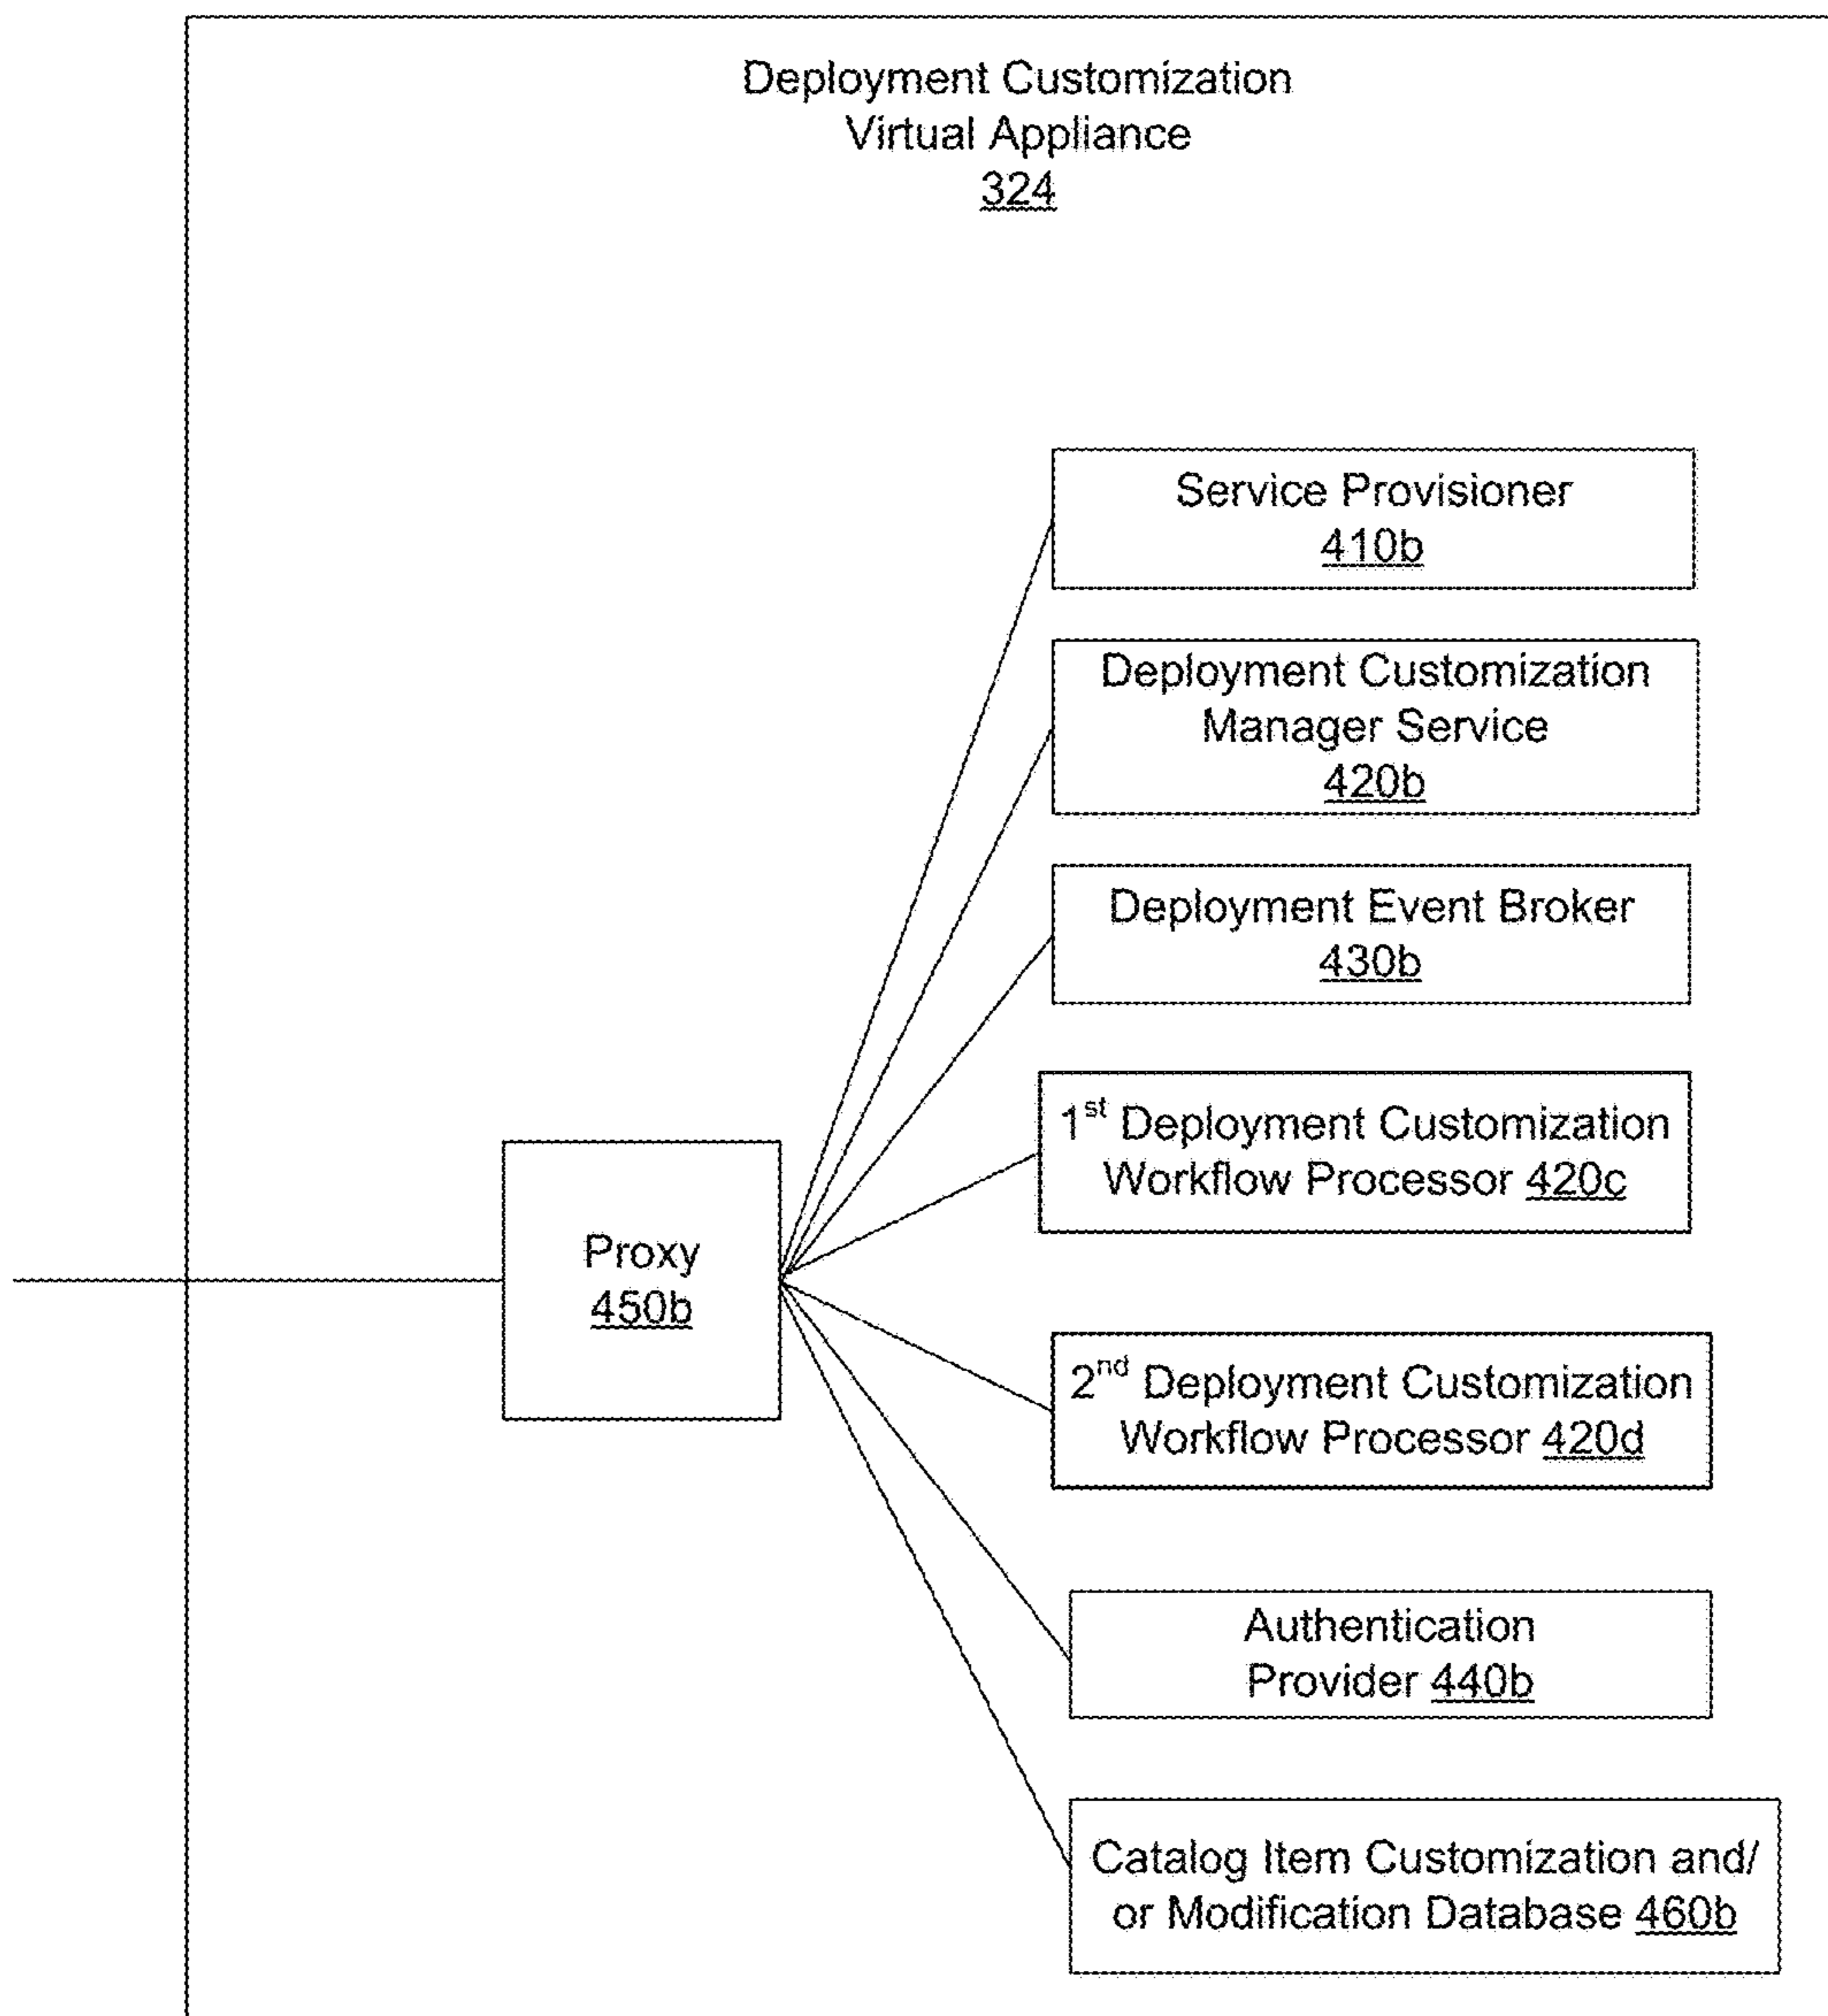 Deployment Customization
Virtual Appliance
324
Service Provisioner
410b
Deployment Customization
Manager Service
420b
Deployment Event Broker
430b
1st Deployment Customization
Workflow Processor 420c
Proxy
450b
2nd Deployment Customization
Workflow Processor 420d
Authentication
Provider 440b
Catalog Item Customization and/
or Modification Database 460b